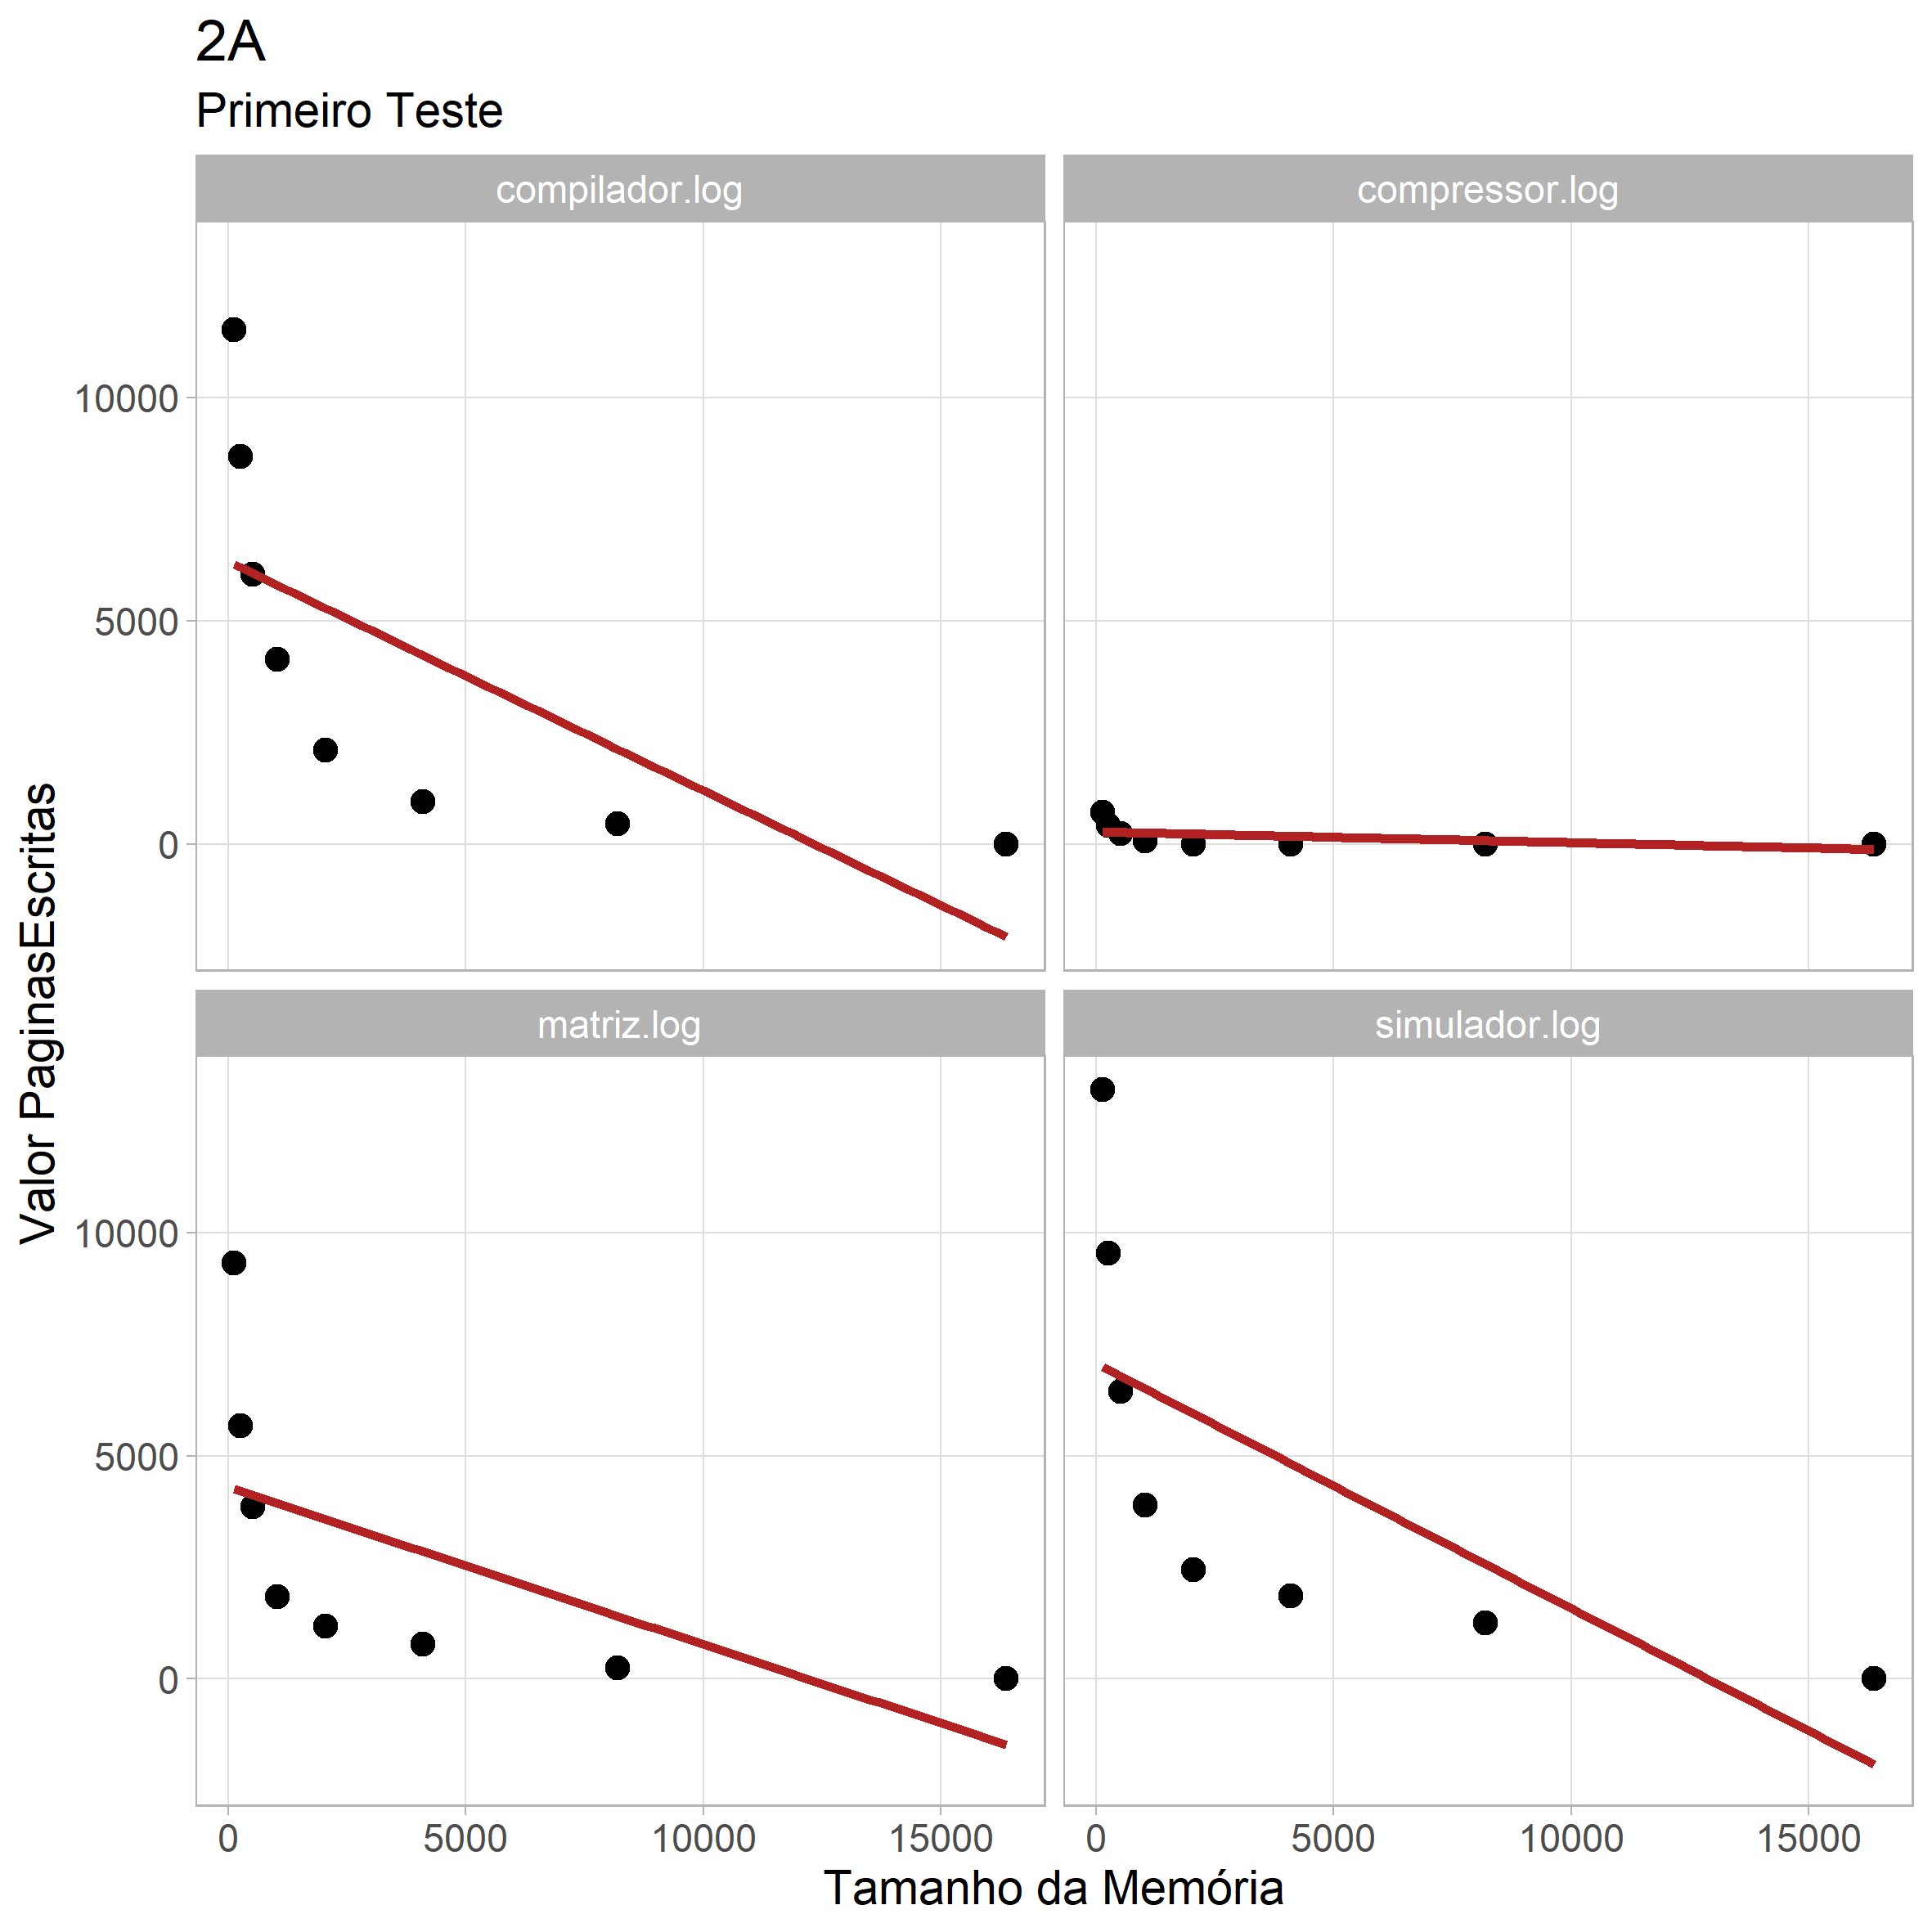 2A
Primeiro Teste
compilador.log
compressor.log
10000
5000
0
matriz.log
simulador.log
10000
5000
0
Valor PaginasEscritas
0 5000 10000 15000
0 5000 10000 15000
Tamanho da Memória